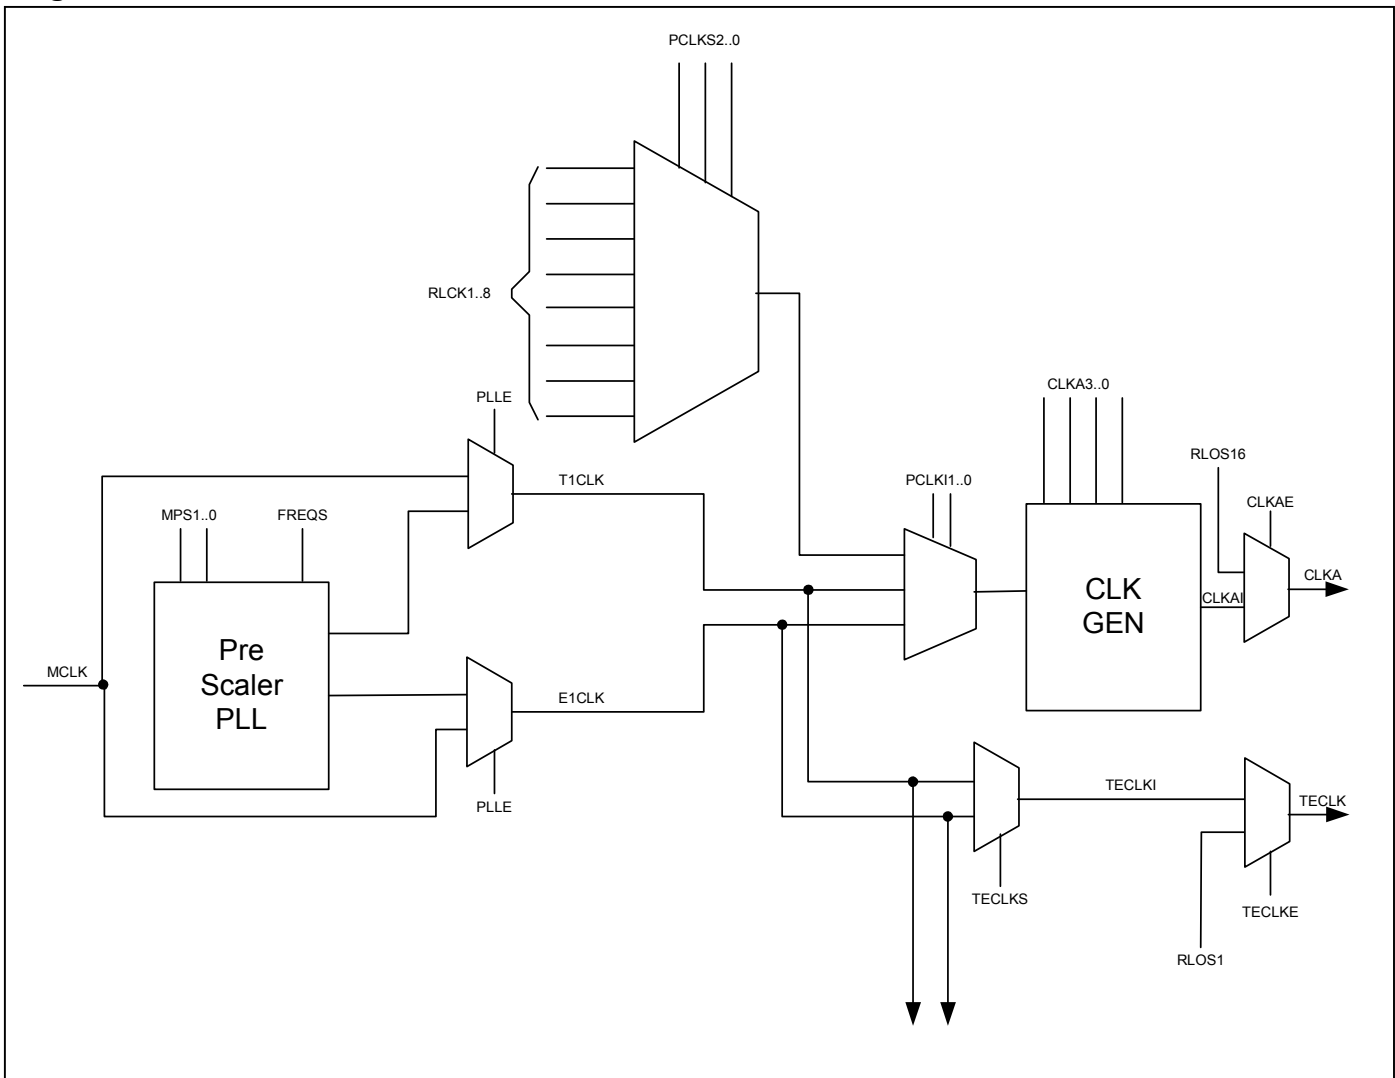 PCLKS2..0
RLCK1..8
CLKA3..0
PLLE
RLOS16
T1CLK
PCLKI1..0
CLKAE
MPS1..0
FREQS
CLKA
CLK
GEN
CLKAI
Pre
Scaler
PLL
MCLK
E1CLK
PLLE
TECLKI
TECLK
TECLKS
TECLKE
RLOS1